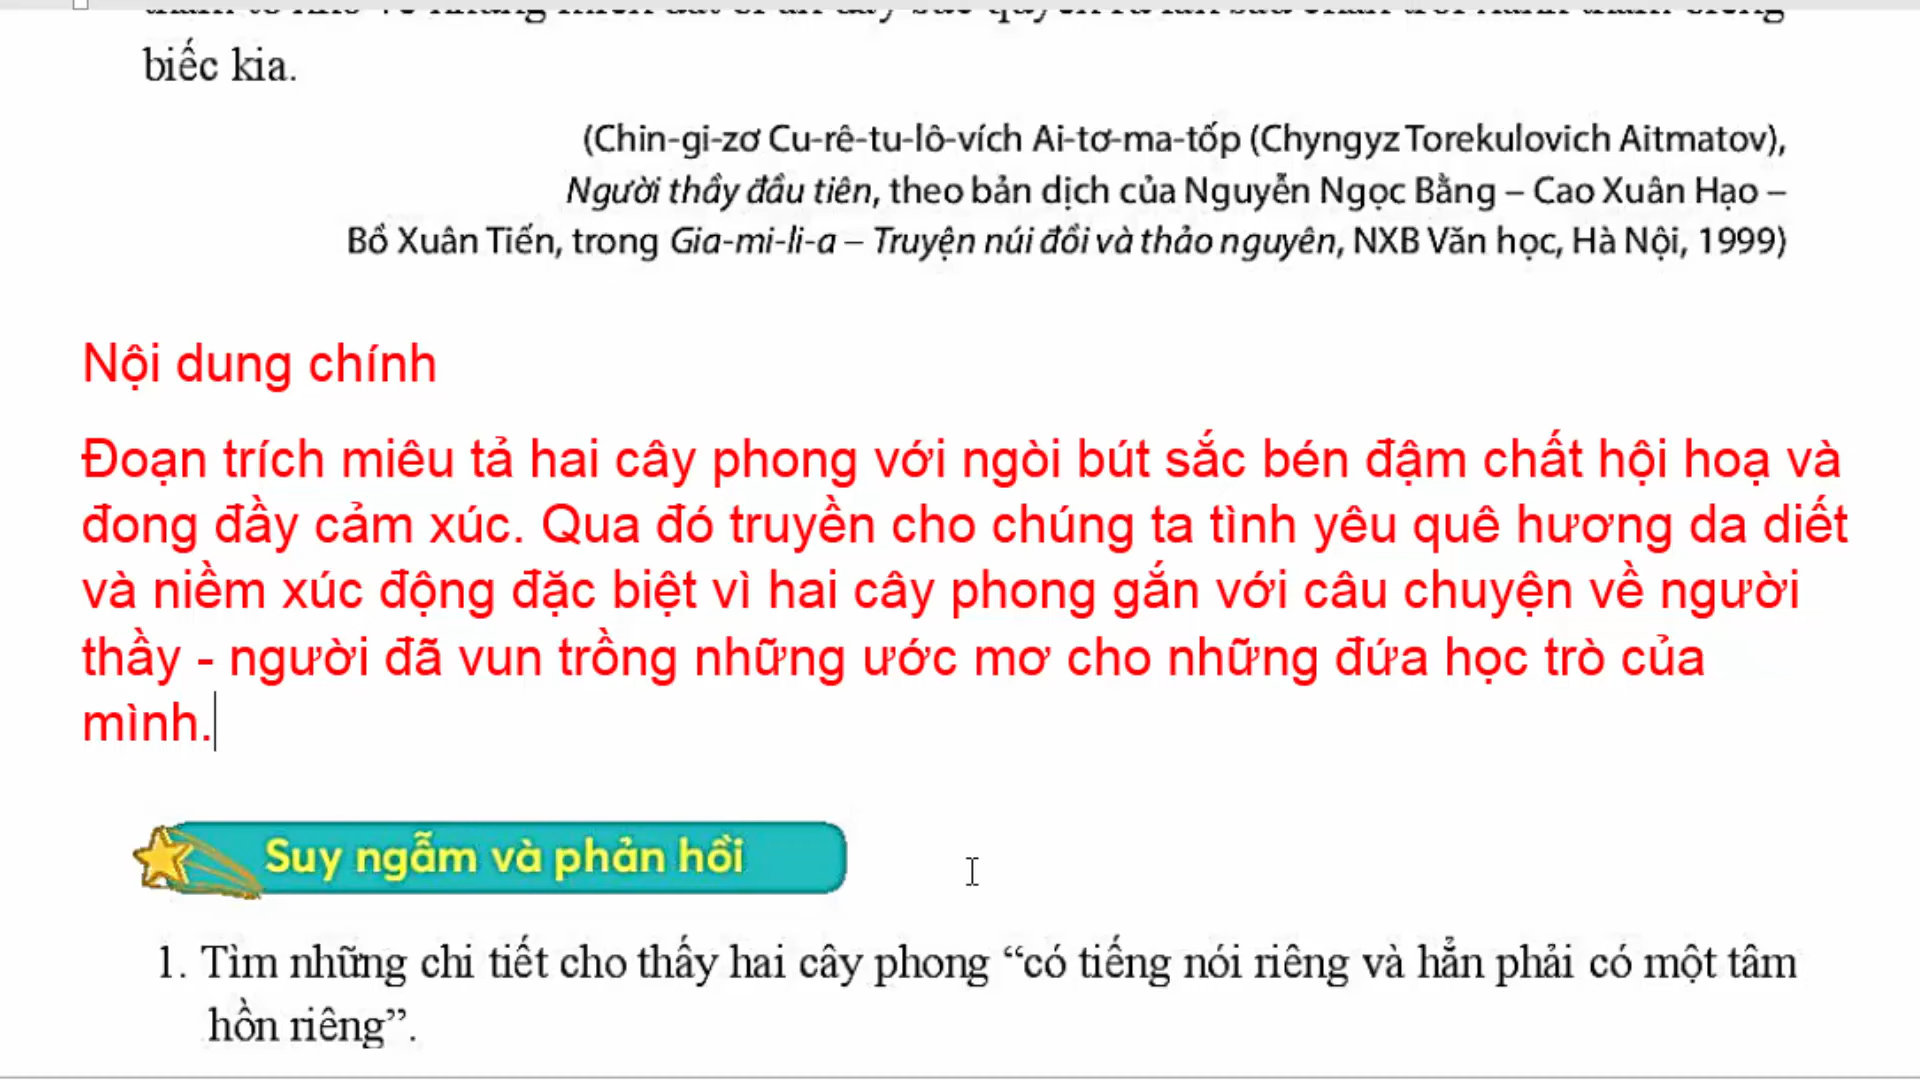 biếc kia.
(Chin-gi-zơ Cu-rê-tu-lô-vích Ai-tơ-ma-tốp (Chyngyz Torekulovich Aitmatov),
Người thầy đầu tiên, theo bản dịch của Nguyễn Ngọc Bằng – Cao Xuân Hạo –
Bồ Xuân Tiến, trong Gia-mi-li-a – Truyện núi đồi và thảo nguyên, NXB Văn học, Hà Nội, 1999)
Nội dung chính
Đoạn trích miêu tả hai cây phong với ngòi bút sắc bén đậm chất hội hoạ và
đong đầy cảm xúc. Qua đó truyền cho chúng ta tình yêu quê hương da diết
và niềm xúc động đặc biệt vì hai cây phong gắn với câu chuyện về người
thầy - người đã vun trồng những ước mơ cho những đứa học trò của
mình.
Suy ngẫm và phản hồi
1. Tìm những chi tiết cho thấy hai cây phong “có tiếng nói riêng và hẳn phải có một tâm
hồn riêng”.